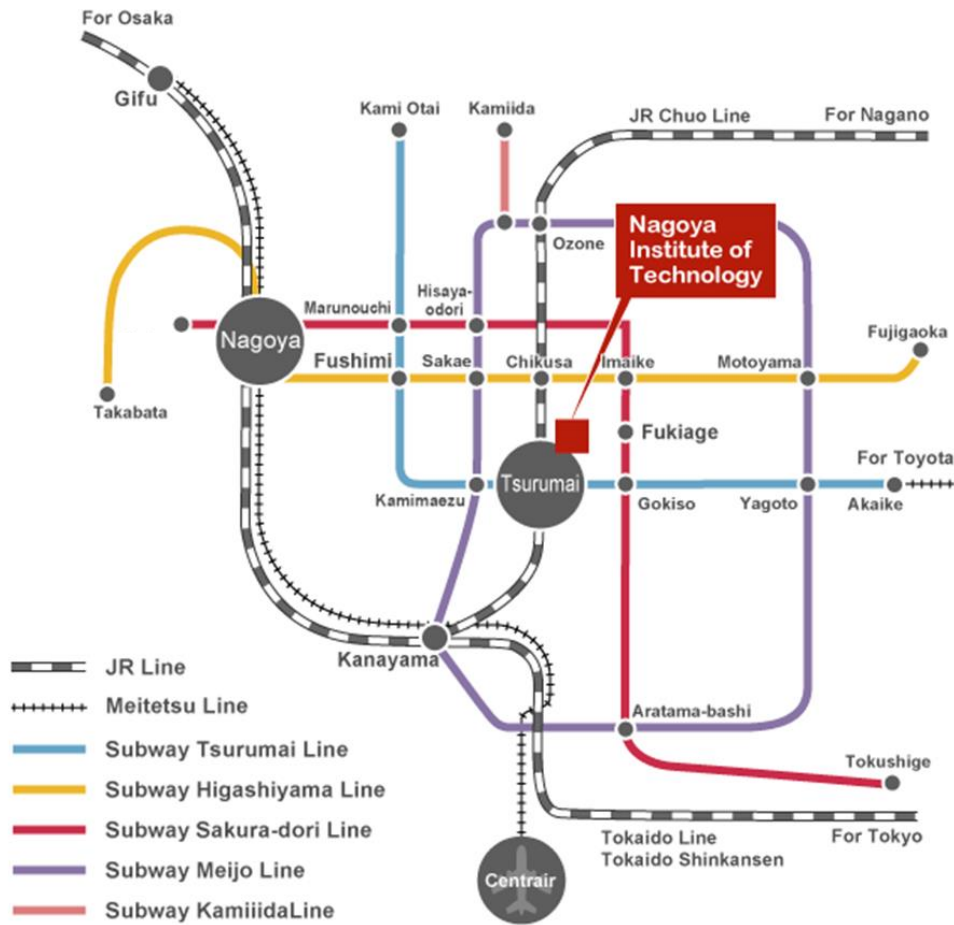 For Osaka
Gifu
Kami Otai
Kamiida
JR Chuo Line
For Nagano
Ozone
Nagoya
Institute of
Technology
Marunouchi
Hisaya-
odori
Nagoya
Fushimi
Sakae
Chikusa
Imaike
Motoyama
Fujigaoka
Takabata
Fukiage
For Toyota
Tsurumai
Kamimaezu
Gokiso
Yagoto
Akaike
Kanayama
JR Line
Meitetsu Line
Aratama-bashi
Subway Tsurumai Line
Tokushige
Subway Higashiyama Line
Subway Sakura-dori Line
Tokaido Line
Tokaido Shinkansen
For Tokyo
Subway Meijo Line
Centrair
Subway KamiiidaLine